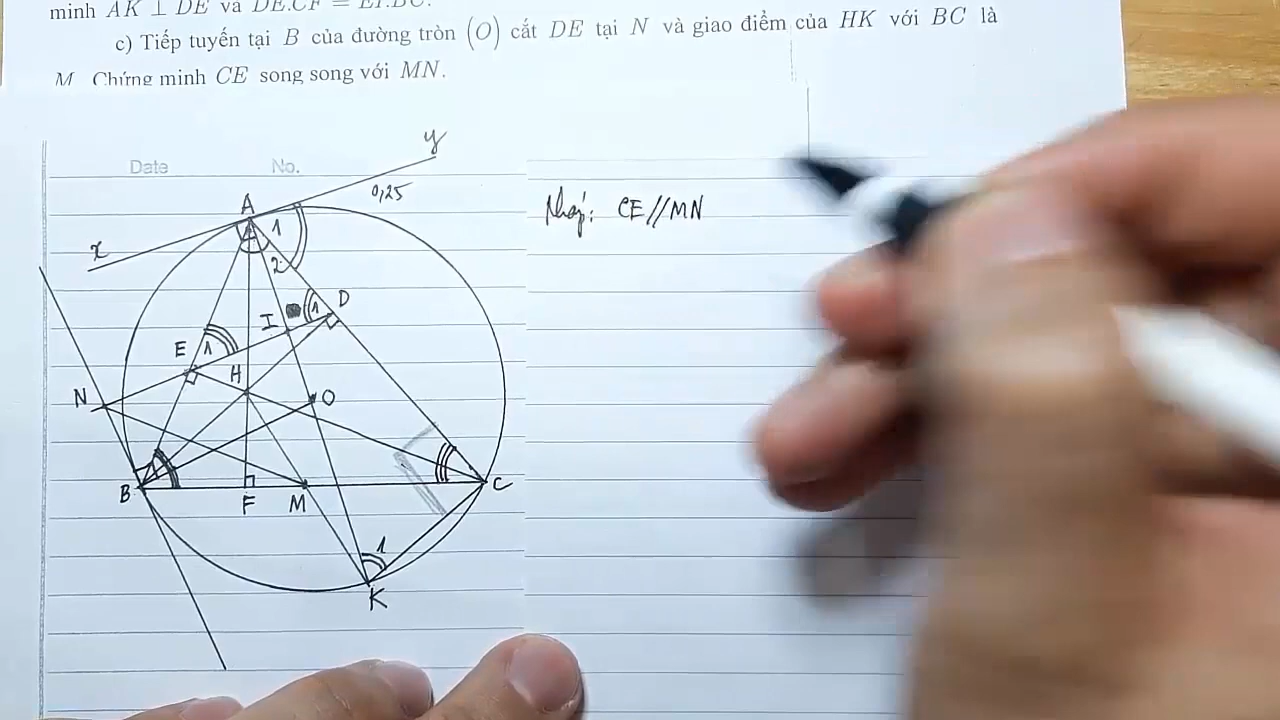 minh AK ⊥ DE và DE.CF = EI.BC.
c) Tiếp tuyến tại B của đường tròn (O) cắt DE tại N và giao điểm của HK với BC là
M. Chứng minh CE song song với MN.
Date No.
y
0,25
A
x
1
2
Nháp: CE//MN
D
1
I
E
1
H
N
O
B
F
M
C
1
K